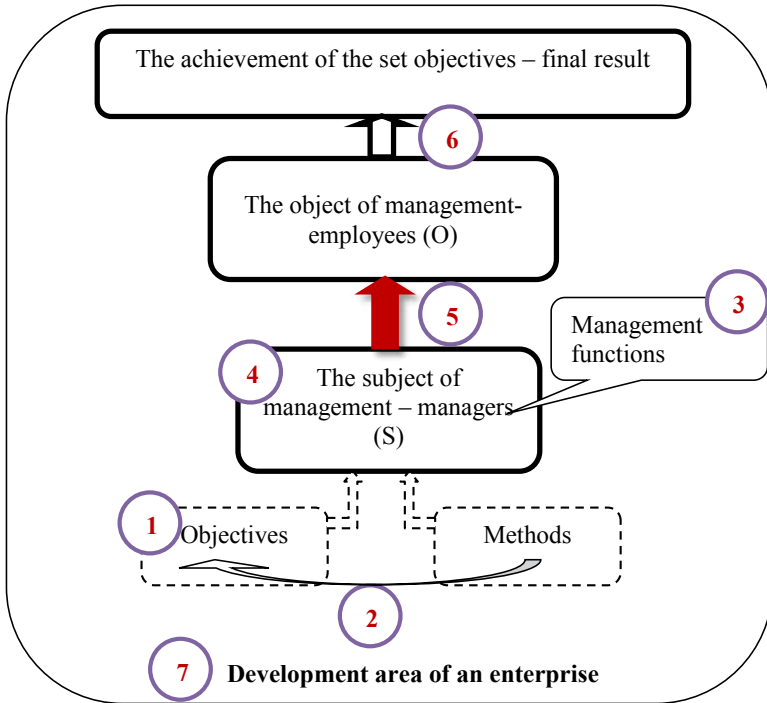 The achievement of the set objectives – final result
6
The object of management-
employees (O)
5
3
Management
functions
4
The subject of
management – managers
(S)
1
Objectives
Methods
2
7
Development area of an enterprise